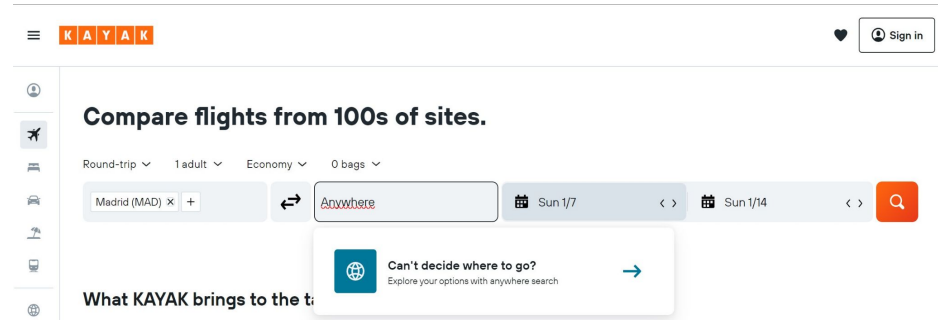 KAYAK
Sign in
Compare flights from 100s of sites.
Round-trip 1 adult Economy 0 bags
Madrid (MAD) × + Anywhere Sun 1/7 < > Sun 1/14 < >
Can't decide where to go?
Explore your options with anywhere search
What KAYAK brings to the ta